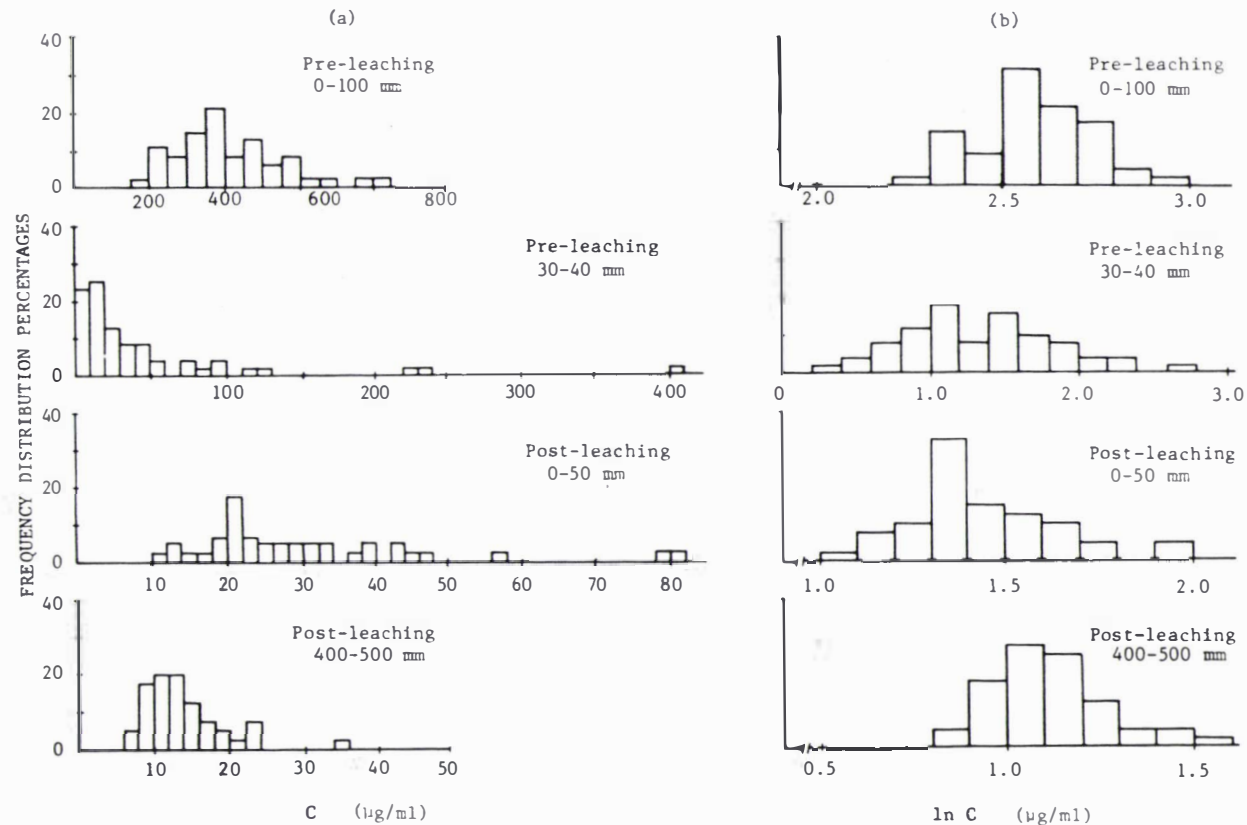 (a)
(b)
FREQUENCY DISTRIBUTION PERCENTAGES
40
20
0
Pre-leaching
0-100 mm
200
400
600
800
Pre-leaching
0-100 mm
2.0
2.5
3.0
40
20
0
Pre-leaching
30-40 mm
100
200
300
400
Pre-leaching
30-40 mm
0
1.0
2.0
3.0
40
20
0
Post-leaching
0-50 mm
10
20
30
40
50
60
70
80
Post-leaching
0-50 mm
1.0
1.5
2.0
40
20
0
Post-leaching
400-500 mm
10
20
30
40
50
Post-leaching
400-500 mm
0.5
1.0
1.5
C (µg/ml)
ln C (µg/ml)